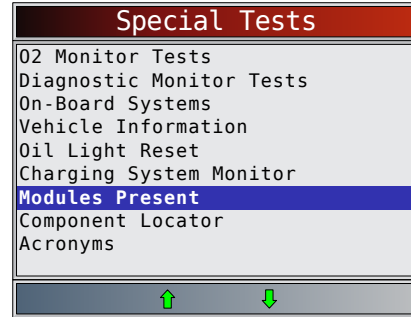 Special Tests
O2 Monitor Tests
Diagnostic Monitor Tests
On-Board Systems
Vehicle Information
Oil Light Reset
Charging System Monitor
Modules Present
Component Locator
Acronyms